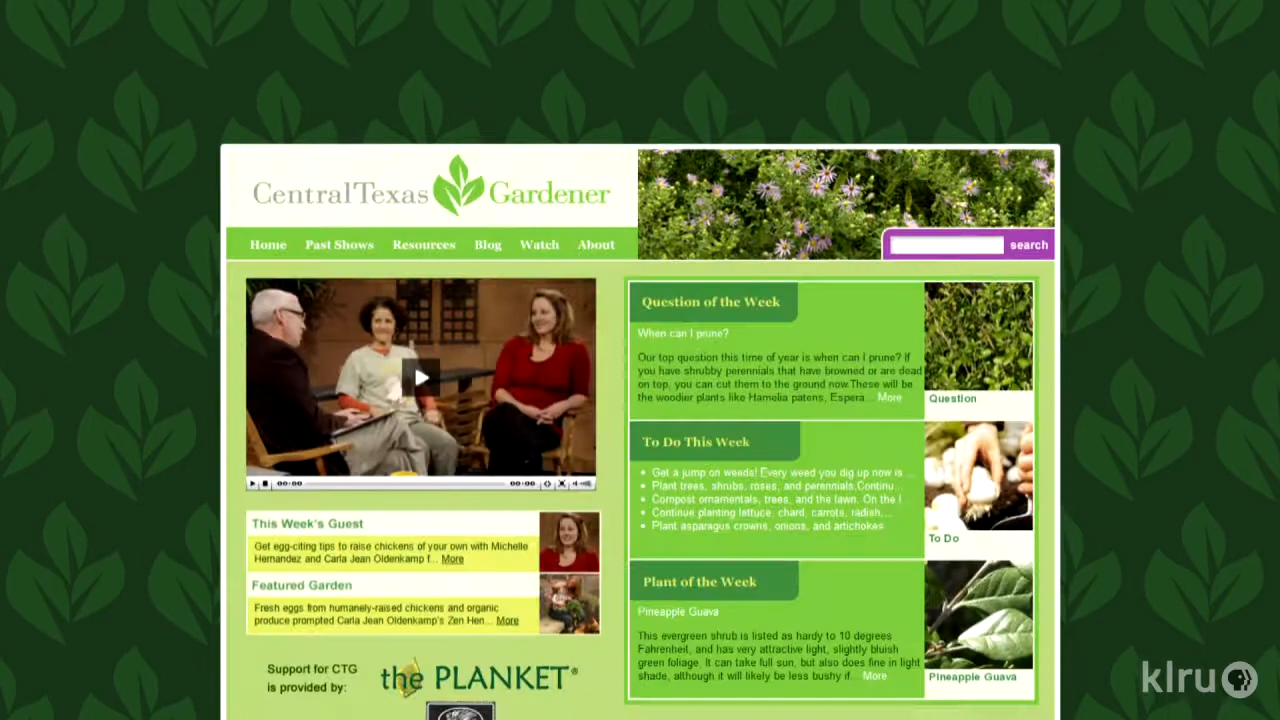 Central Texas Gardener
Home Past Shows Resources Blog Watch About
search
00:00 00:00
This Week's Guest
Get egg-citing tips to raise chickens of your own with Michelle
Hernandez and Carla Jean Oldenkamp f... More
Featured Garden
Fresh eggs from humanely-raised chickens and organic
produce prompted Carla Jean Oldenkamp's Zen Hen... More
Support for CTG
is provided by:
the PLANKET®
Question of the Week
When can I prune?
Our top question this time of year is when can I prune? If
you have shrubby perennials that have browned or are dead
on top, you can cut them to the ground now.These will be
the woodier plants like Hamelia patens, Espera... More
Question
To Do This Week
• Get a jump on weeds! Every weed you dig up now is ...
• Plant trees, shrubs, roses, and perennials.Continu...
• Compost ornamentals, trees, and the lawn. On the l
• Continue planting lettuce, chard, carrots, radish,...
• Plant asparagus crowns, onions, and artichokes
To Do
Plant of the Week
Pineapple Guava
This evergreen shrub is listed as hardy to 10 degrees
Fahrenheit, and has very attractive light, slightly bluish
green foliage. It can take full sun, but also does fine in light
shade, although it will likely be less bushy if... More
Pineapple Guava
klru
PBS